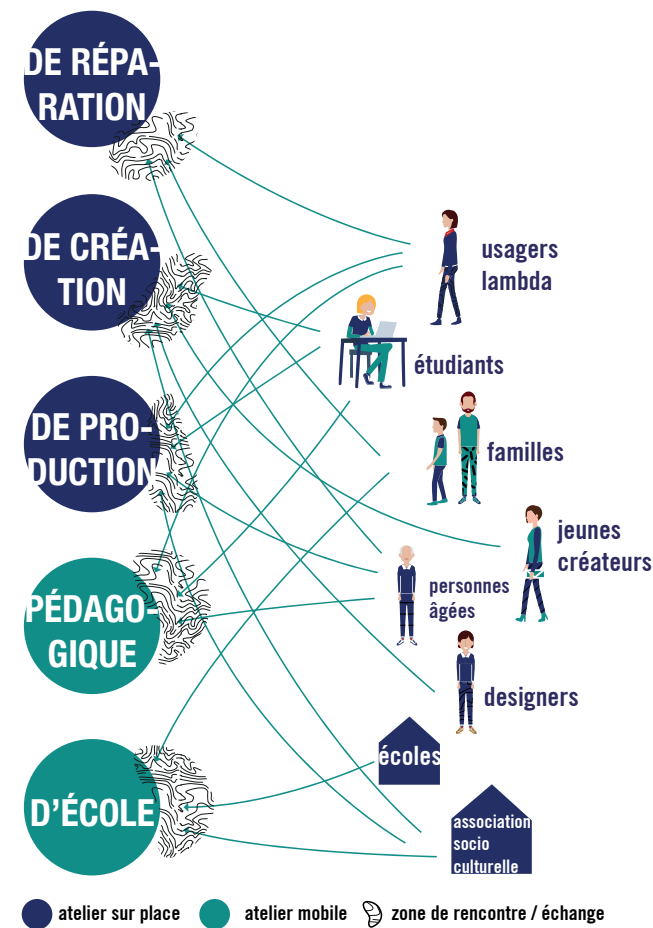 DE RÉPA-
RATION
DE CRÉA-
TION
DE PRO-
DUCTION
PÉDAGO-
GIQUE
D'ÉCOLE
usagers
lambda
étudiants
familles
jeunes
créateurs
personnes
âgées
designers
écoles
association
socio
culturelle
atelier sur place
atelier mobile
zone de rencontre / échange